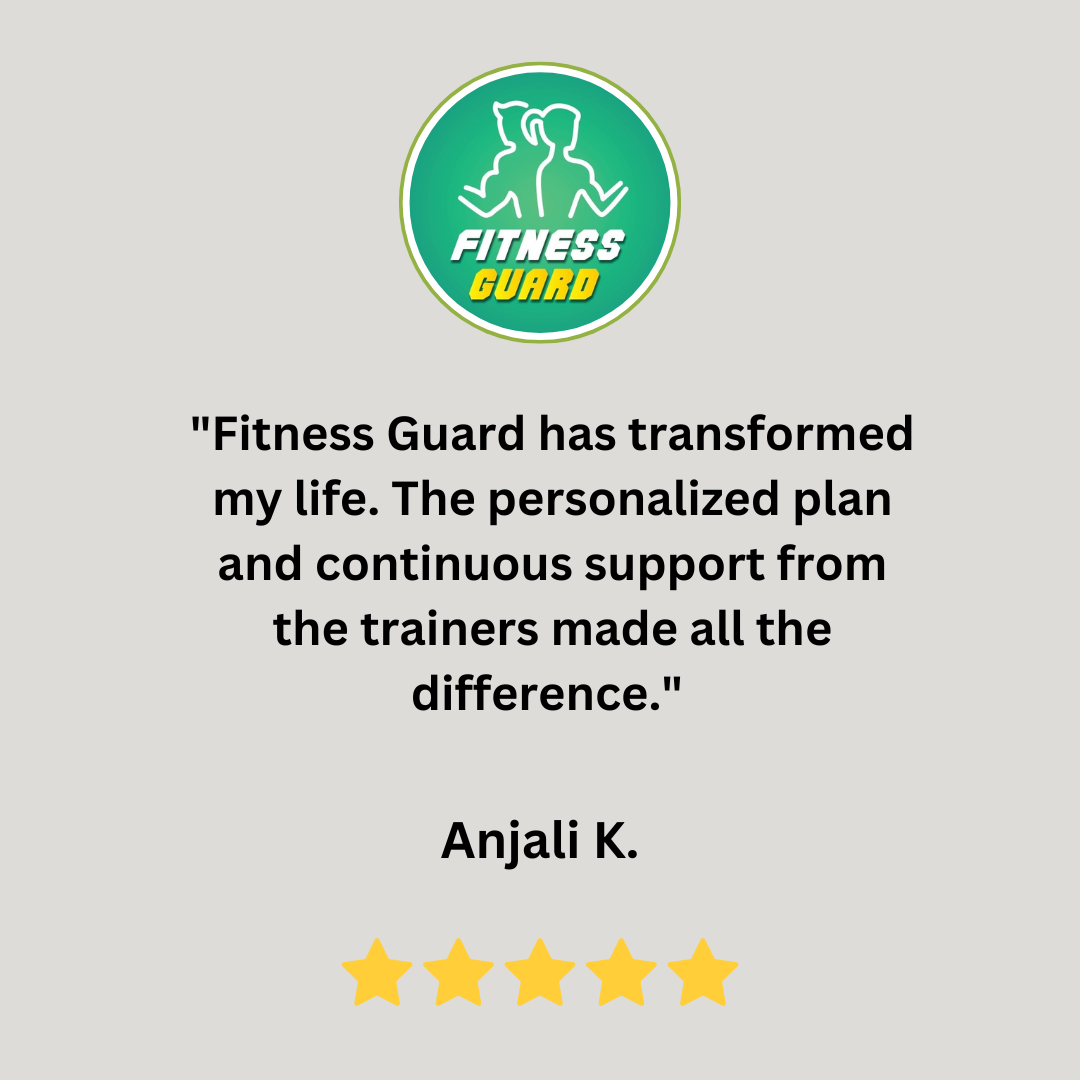 FITNESS
GUARD
"Fitness Guard has transformed
my life. The personalized plan
and continuous support from
the trainers made all the
difference."
Anjali K.